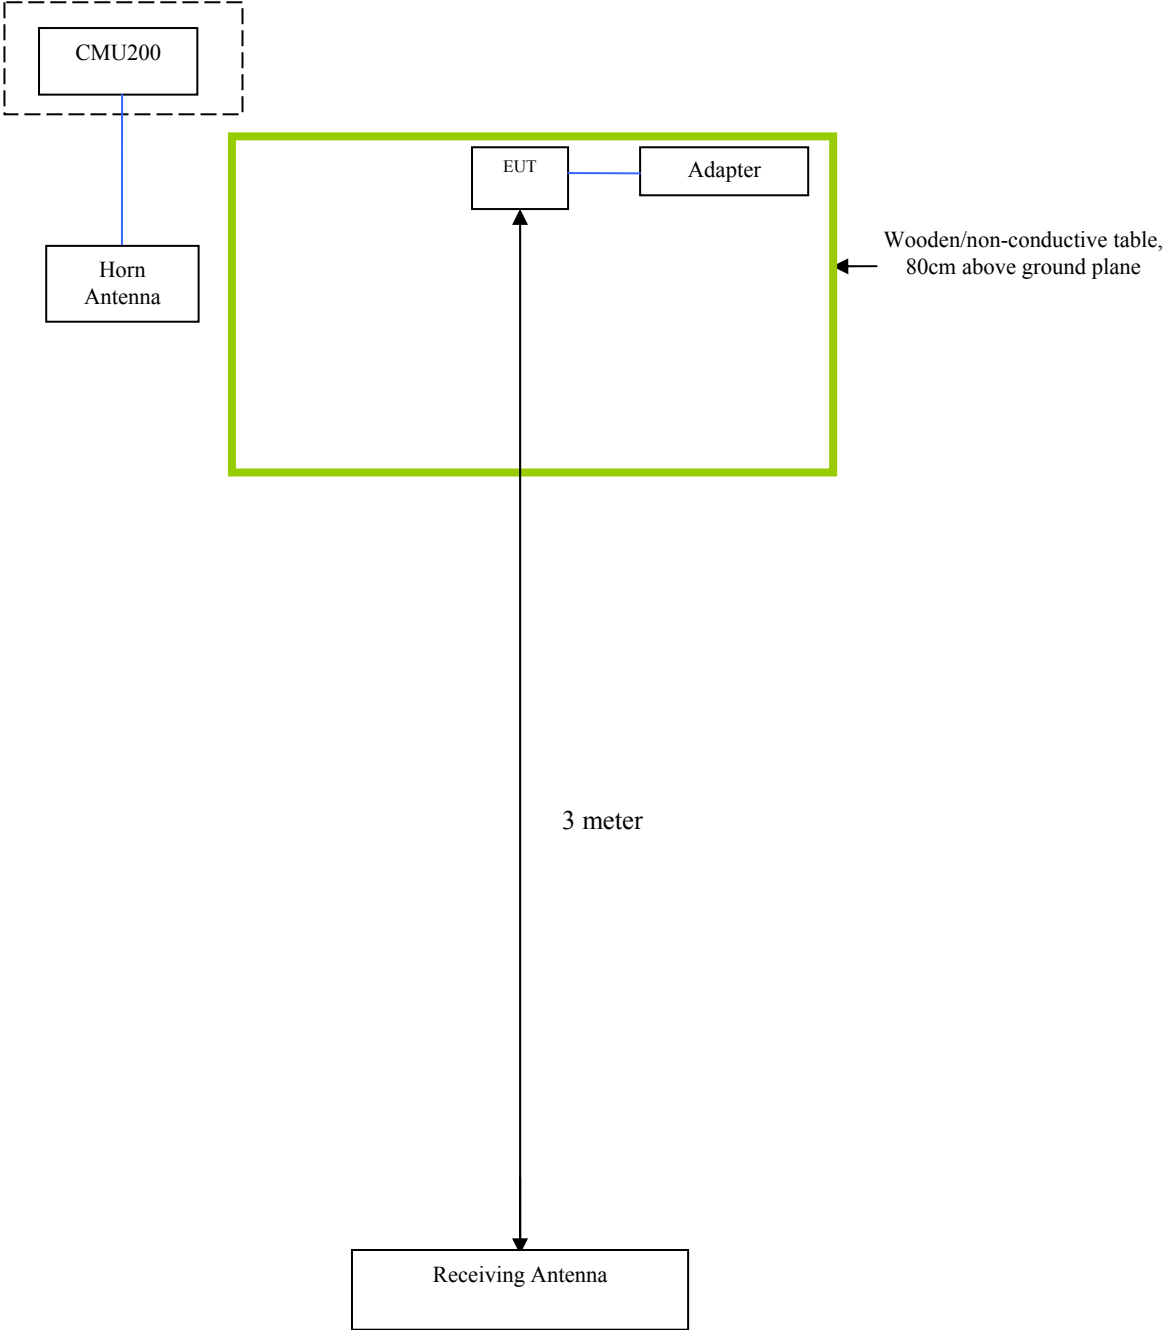 CMU200
EUT
Adapter
Wooden/non-conductive table,
80cm above ground plane
Horn
Antenna
3 meter
Receiving Antenna